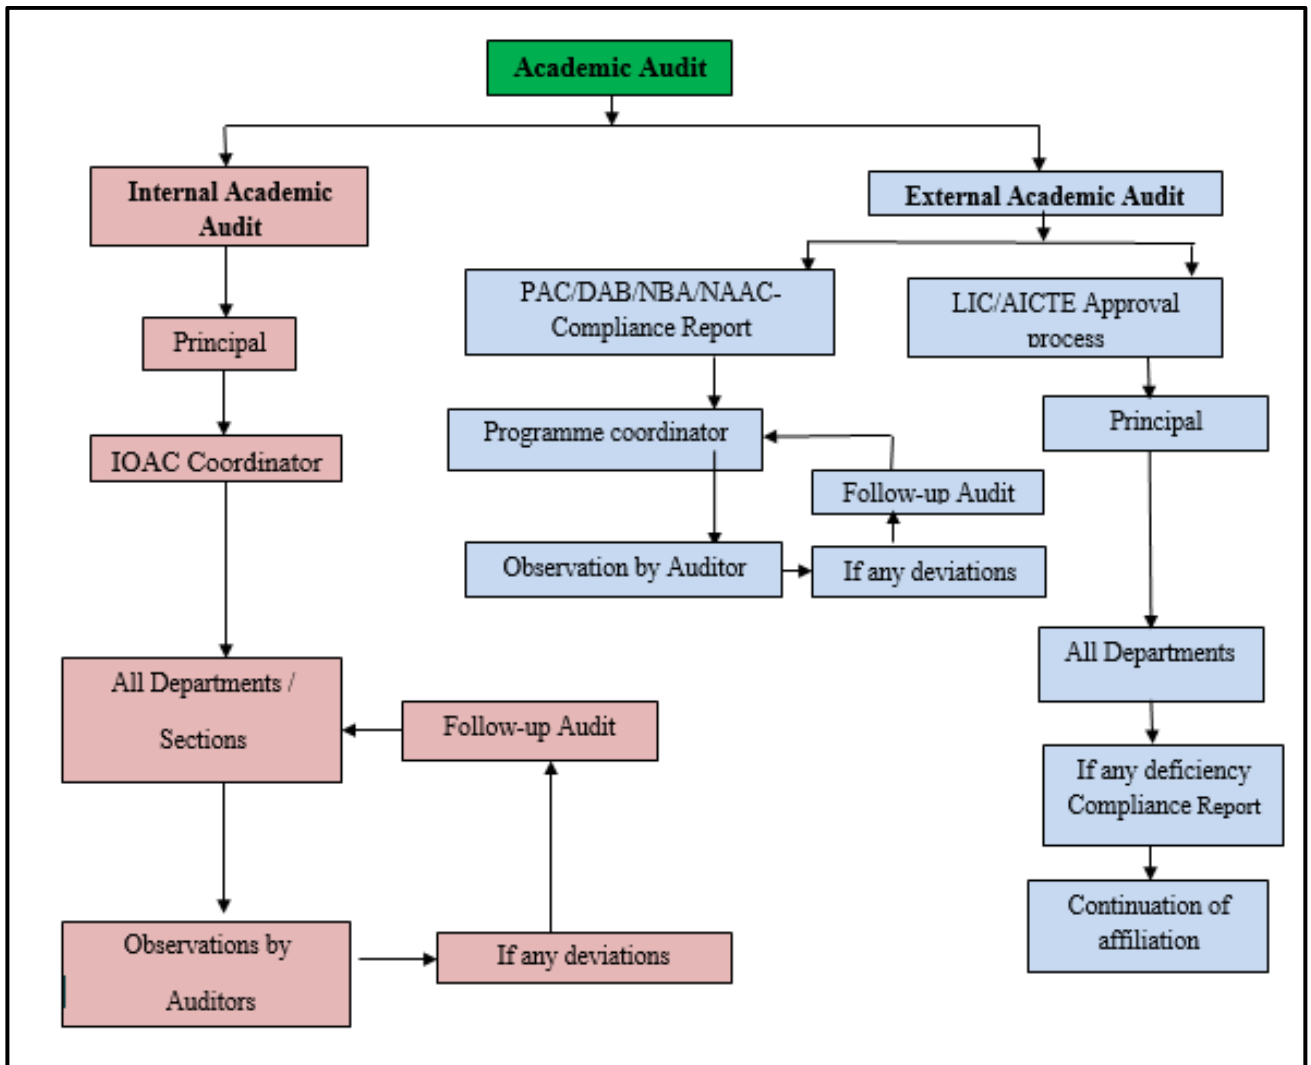 Academic Audit
Internal Academic
Audit
External Academic Audit
PAC/DAB/NBA/NAAC-
Compliance Report
LIC/AICTE Approval
process
Principal
Principal
Programme coordinator
IOAC Coordinator
Follow-up Audit
Observation by Auditor
If any deviations
All Departments /
Sections
All Departments
Follow-up Audit
If any deficiency
Compliance Report
Continuation of
affiliation
Observations by
Auditors
If any deviations